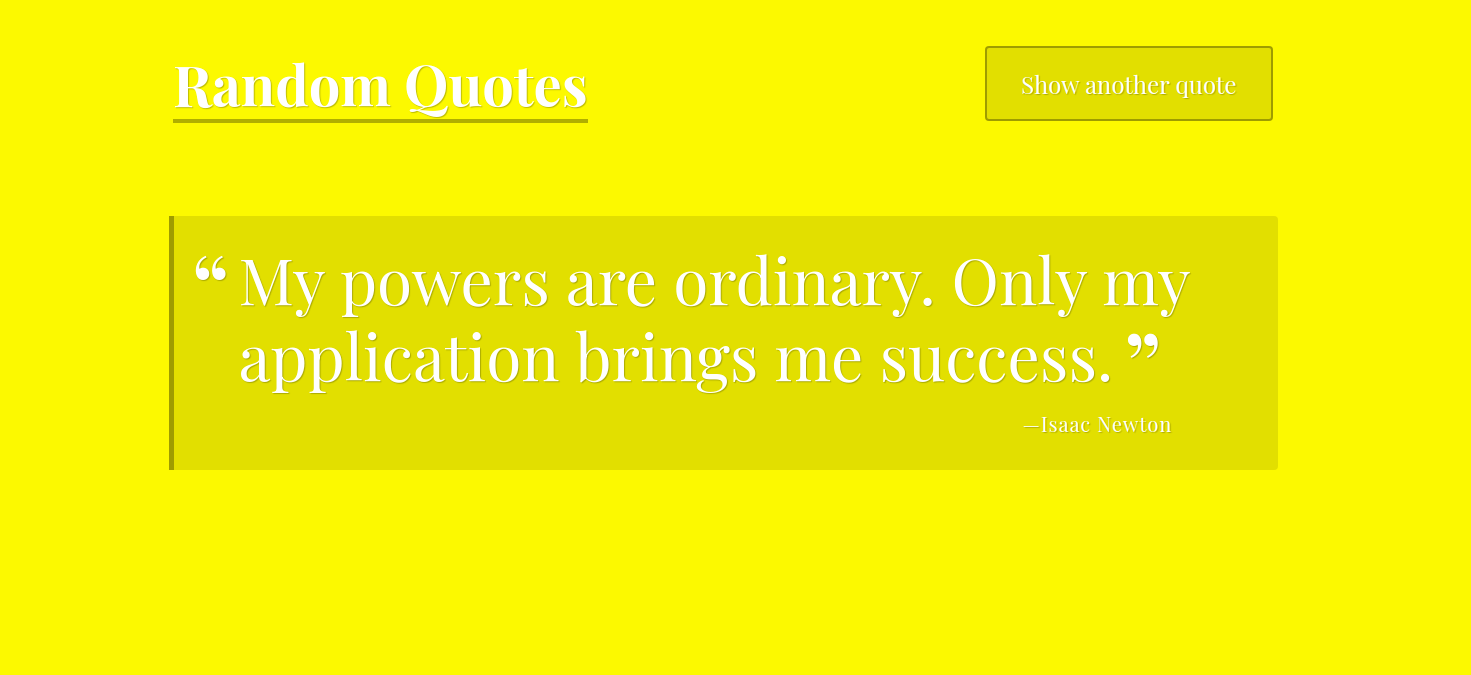 Random Quotes
Show another quote
“My powers are ordinary. Only my
application brings me success.”
—Isaac Newton